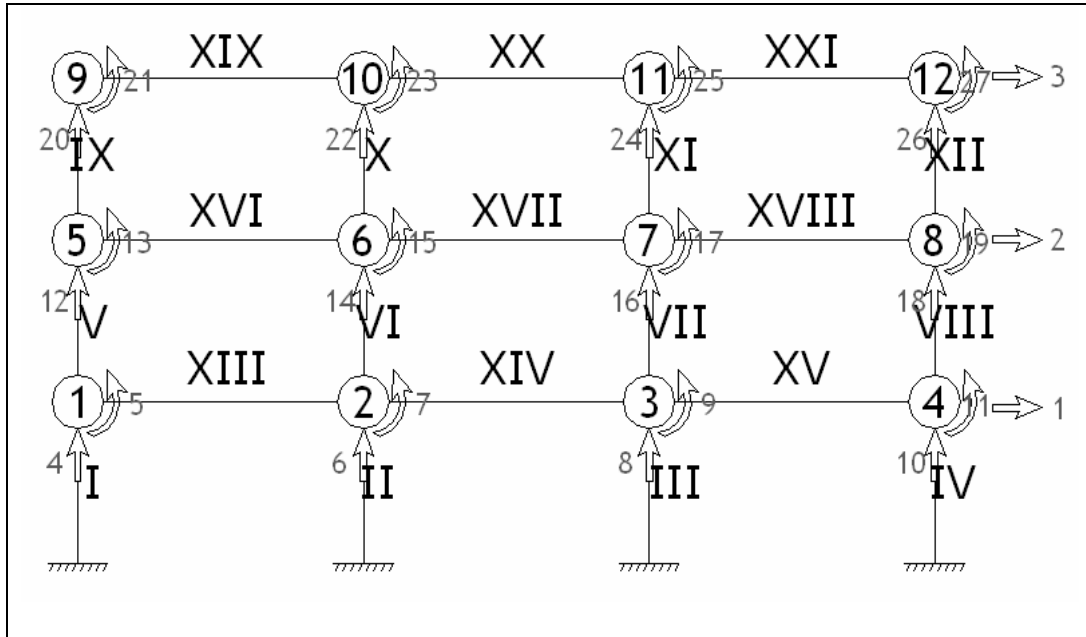 XIX XX XXI
9 21 10 23 11 25 12 27 3
20 IX 22 X 24 XI 26 XII
XVI XVII XVIII
5 13 6 15 7 17 8 19 2
12 V 14 VI 16 VII 18 VIII
XIII XIV XV
1 5 2 7 3 9 4 11 1
4 I 6 II 8 III 10 IV